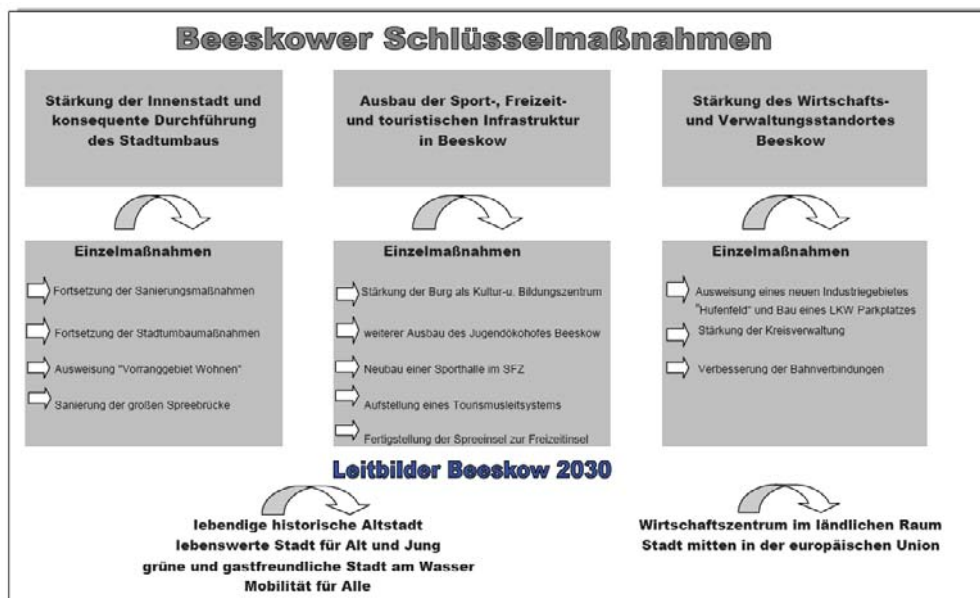 Beeskower Schlüsselmaßnahmen
Stärkung der Innenstadt und
konsequente Durchführung
des Stadtumbaus
Ausbau der Sport-, Freizeit-
und touristischen Infrastruktur
in Beeskow
Stärkung des Wirtschafts-
und Verwaltungsstandortes
Beeskow
Einzelmaßnahmen
Fortsetzung der Sanierungsmaßnahmen
Fortsetzung der Stadtumbaumaßnahmen
Ausweisung "Vorranggebiet Wohnen"
Sanierung der großen Spreebrücke
Einzelmaßnahmen
Stärkung der Burg als Kultur-u. Bildungszentrum
weiterer Ausbau des Jugendökohofes Beeskow
Neubau einer Sporthalle im SFZ
Aufstellung eines Tourismusleitsystems
Fertigstellung der Spreeinsel zur Freizeitinsel
Einzelmaßnahmen
Ausweisung eines neuen Industriegebietes
"Hufenfeld" und Bau eines LKW Parkplatzes
Stärkung der Kreisverwaltung
Verbesserung der Bahnverbindungen
Leitbilder Beeskow 2030
lebendige historische Altstadt
lebenswerte Stadt für Alt und Jung
grüne und gastfreundliche Stadt am Wasser
Mobilität für Alle
Wirtschaftszentrum im ländlichen Raum
Stadt mitten in der europäischen Union